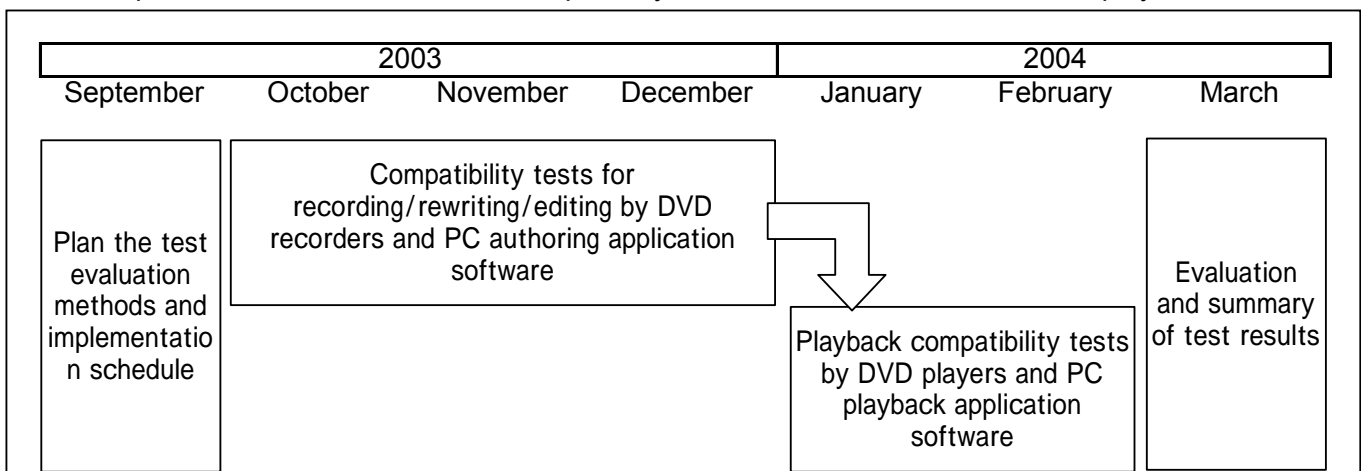 2003 2004
September October November December January February March
Plan the test
evaluation
methods and
implementatio
n schedule
Compatibility tests for
recording/rewriting/editing by DVD
recorders and PC authoring application
software
Playback compatibility tests
by DVD players and PC
playback application
software
Evaluation
and summary
of test results